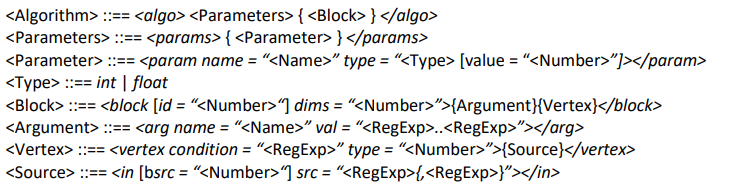 <Algorithm> ::== <algo> <Parameters> { <Block> } </algo>
<Parameters> ::== <params> { <Parameter> } </params>
<Parameter> ::== <param name = “<Name>” type = “<Type> [value = “<Number>”]></param>
<Type> ::== int | float
<Block> ::== <block [id = “<Number>“] dims = “<Number>”>{Argument}{Vertex}</block>
<Argument> ::== <arg name = “<Name>” val = “<RegExp>..<RegExp>”></arg>
<Vertex> ::== <vertex condition = “<RegExp>” type = “<Number>”>{Source}</vertex>
<Source> ::== <in [bsrc = “<Number>“] src = “<RegExp>{,<RegExp>}”></in>